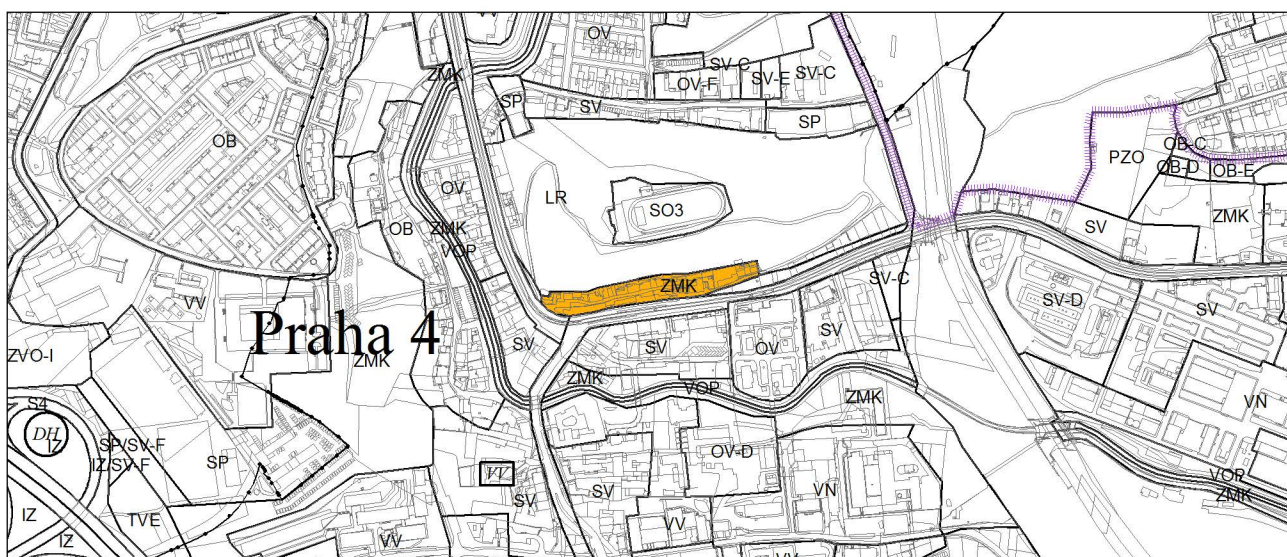 OV
SV-C
ZMK
OV-F
SV-E
SV-C
SP
SV
SP
OB
PZO
OB-C
OB-D
OB-E
OV
LR
SO3
OB
ZMK
VOP
ZMK
SV
SV-C
ZMK
VV
SV-D
SV
Praha 4
ZVO-I
ZMK
SV
SV
OV
SV
ZMK
VOP
ZMK
VN
S4
DH
IZ
SP/SV-F
IZ/SV-F
SP
OV-D
VV
SV
SV
VN
VOP
ZMK
IZ
TVE
IZ
VV
VV
VV